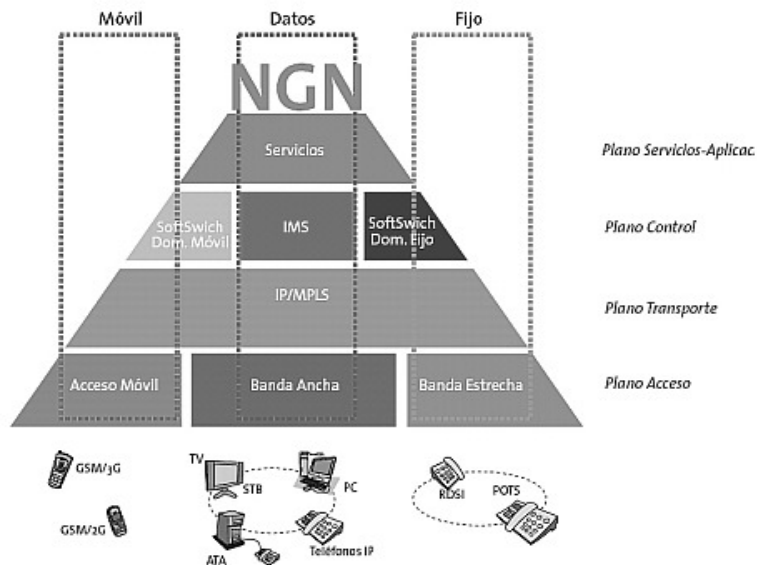 Móvil Datos Fijo
NGN
Servicios
Plano Servicios-Aplicac.
SoftSwich
Dom. Móvil
IMS
SoftSwich
Dom. Fijo
Plano Control
IP/MPLS
Plano Transporte
Acceso Móvil
Banda Ancha
Banda Estrecha
Plano Acceso
GSM/3G
GSM/2G
TV
STB
PC
ATA
Teléfonos IP
RDSI
POTS